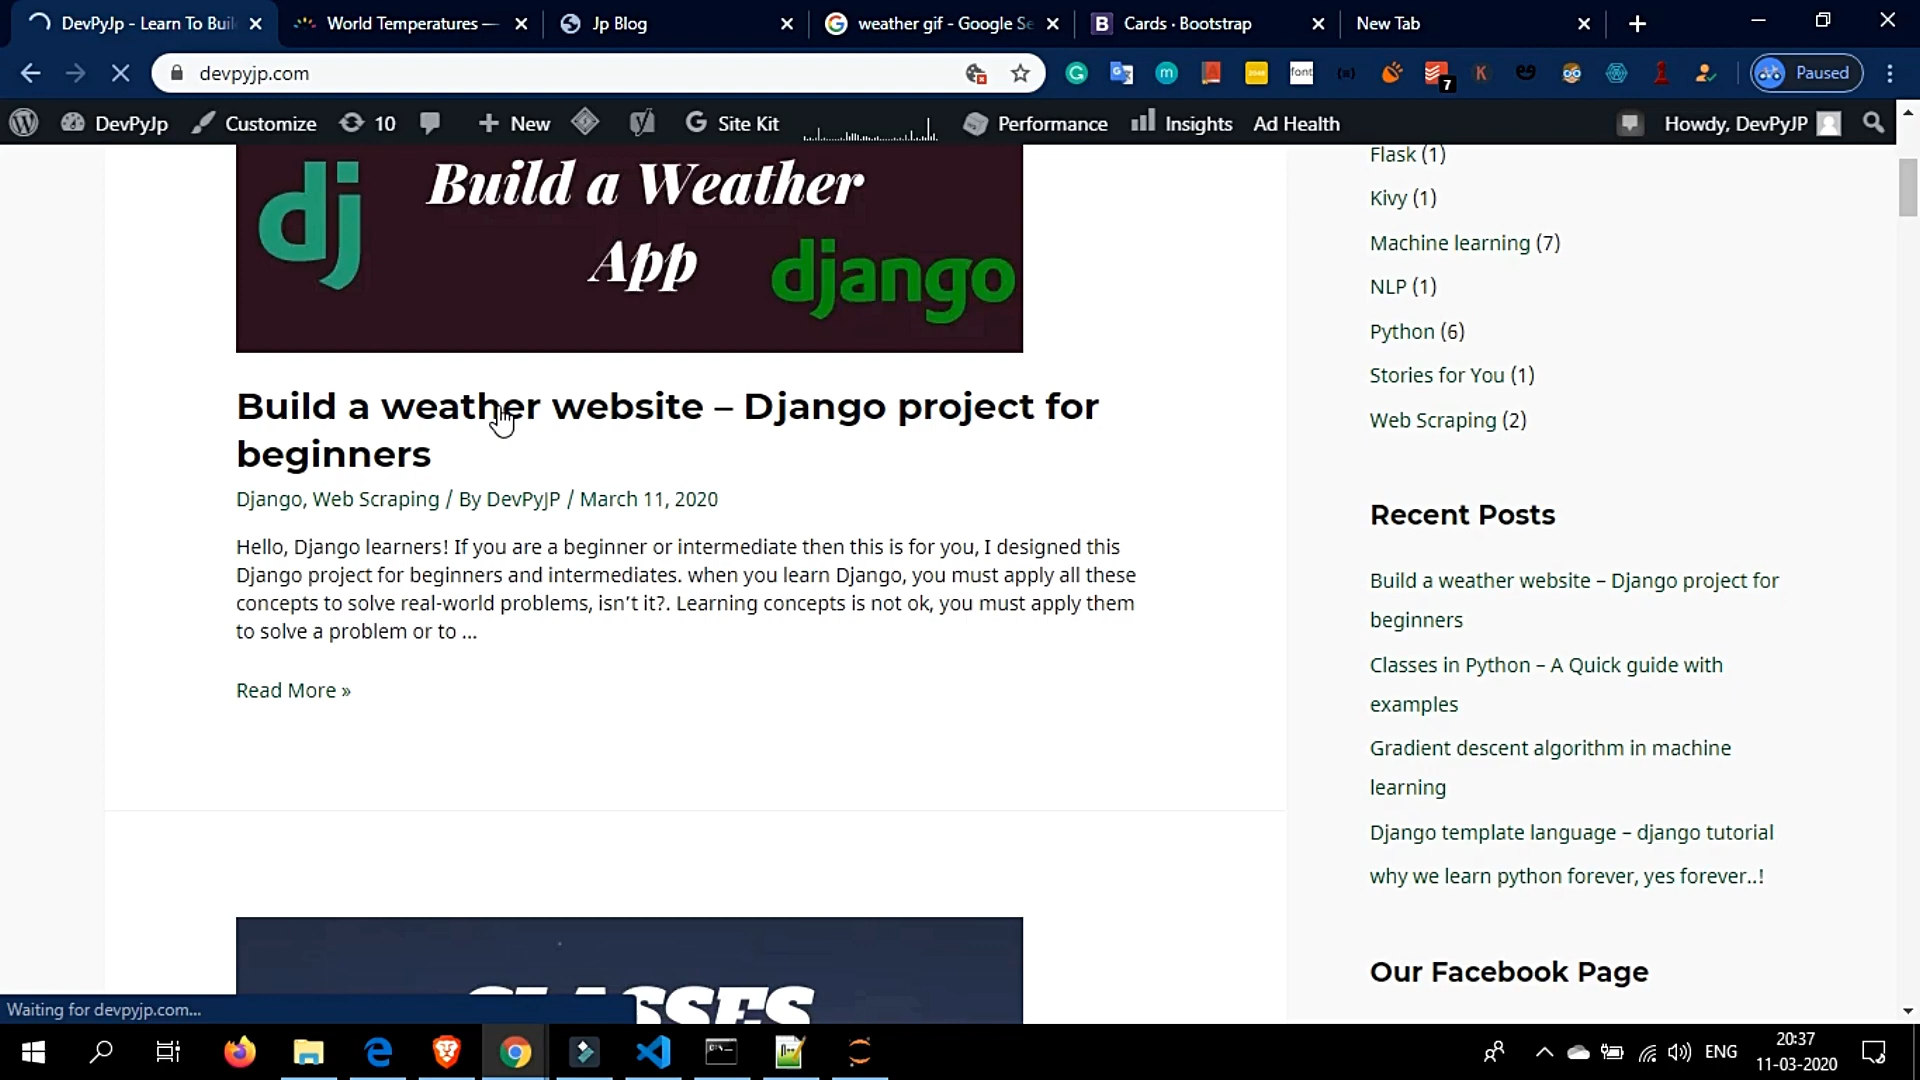 DevPyJp - Learn To Buil
World Temperatures —
Jp Blog
weather gif - Google Se
Cards · Bootstrap
New Tab
devpyjp.com
font
7
Paused
DevPyJp
Customize
10
New
Site Kit
Performance
Insights
Ad Health
Howdy, DevPyJP
dj
Build a Weather
App
django
Build a weather website – Django project for
beginners
Django, Web Scraping / By DevPyJP / March 11, 2020
Hello, Django learners! If you are a beginner or intermediate then this is for you, I designed this
Django project for beginners and intermediates. when you learn Django, you must apply all these
concepts to solve real-world problems, isn’t it?. Learning concepts is not ok, you must apply them
to solve a problem or to ...
Read More »
Flask (1)
Kivy (1)
Machine learning (7)
NLP (1)
Python (6)
Stories for You (1)
Web Scraping (2)
Recent Posts
Build a weather website – Django project for
beginners
Classes in Python – A Quick guide with
examples
Gradient descent algorithm in machine
learning
Django template language – django tutorial
why we learn python forever, yes forever..!
Our Facebook Page
Waiting for devpyjp.com...
ENG
20:37
11-03-2020